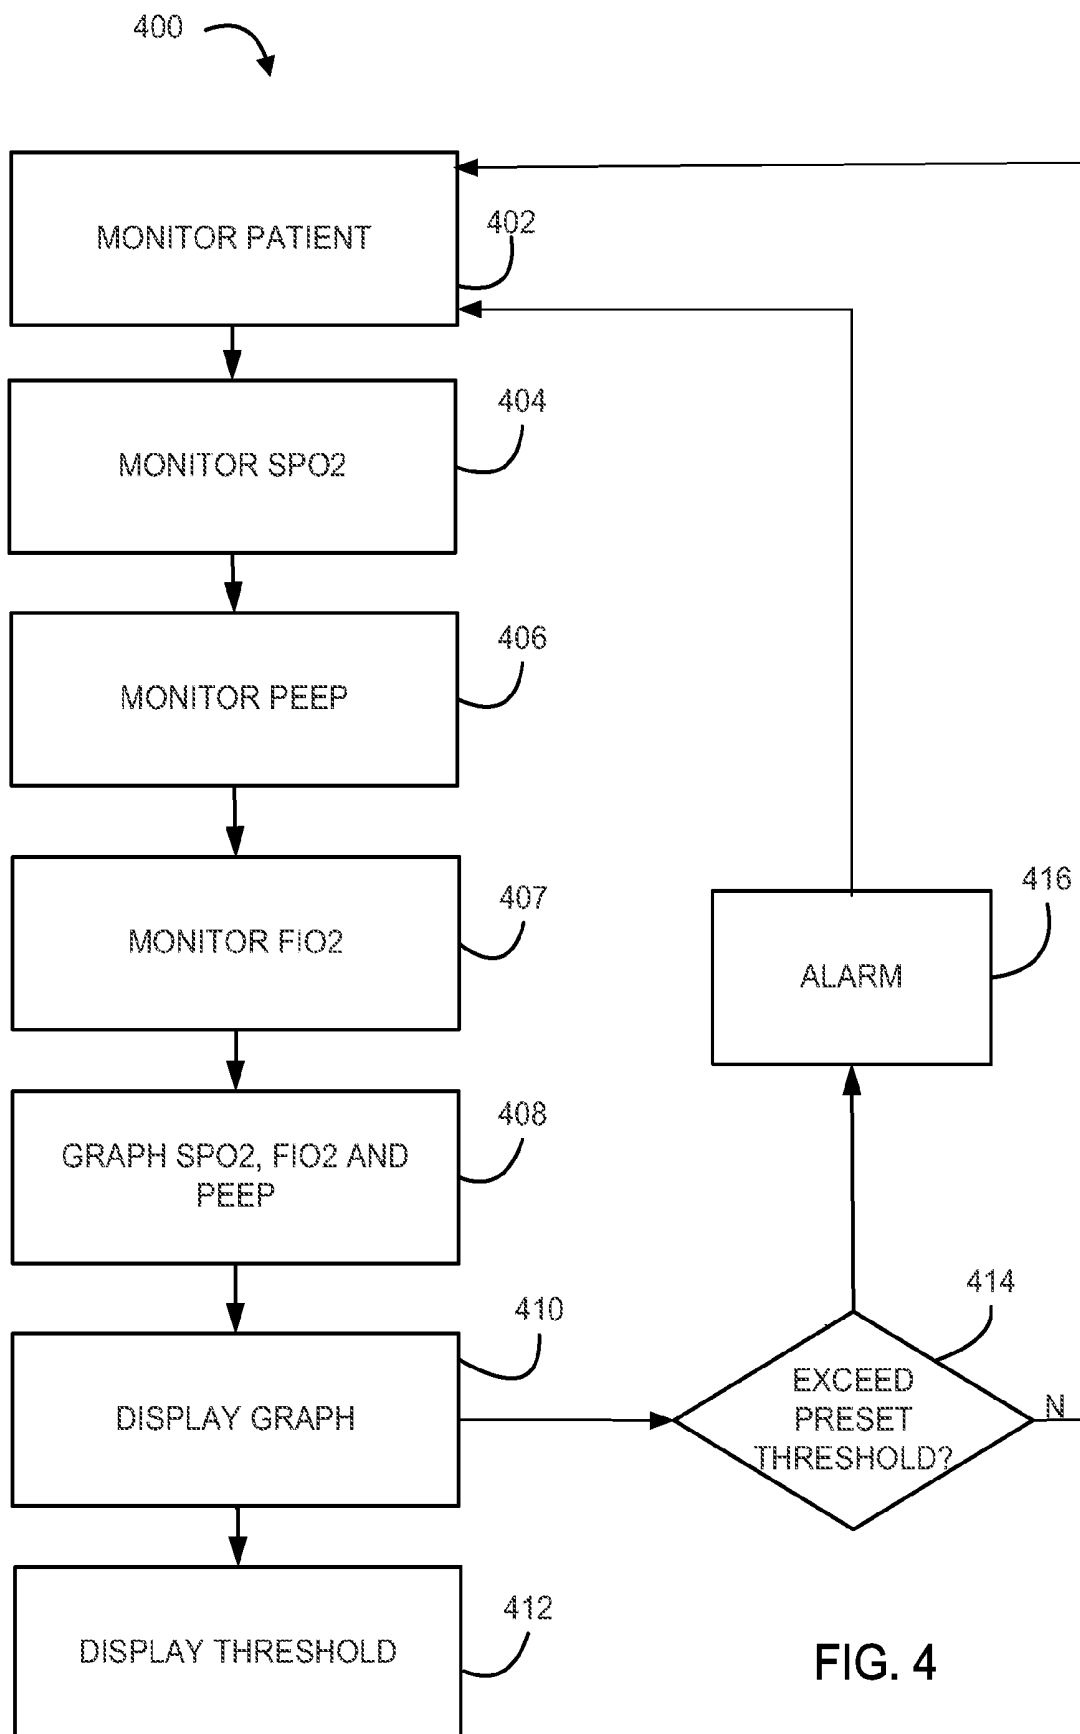 400
MONITOR PATIENT
402
MONITOR SPO2
404
MONITOR PEEP
406
MONITOR FIO2
407
GRAPH SPO2, FIO2 AND
PEEP
408
DISPLAY GRAPH
410
DISPLAY THRESHOLD
412
EXCEED
PRESET
THRESHOLD?
414
N
ALARM
416
FIG. 4